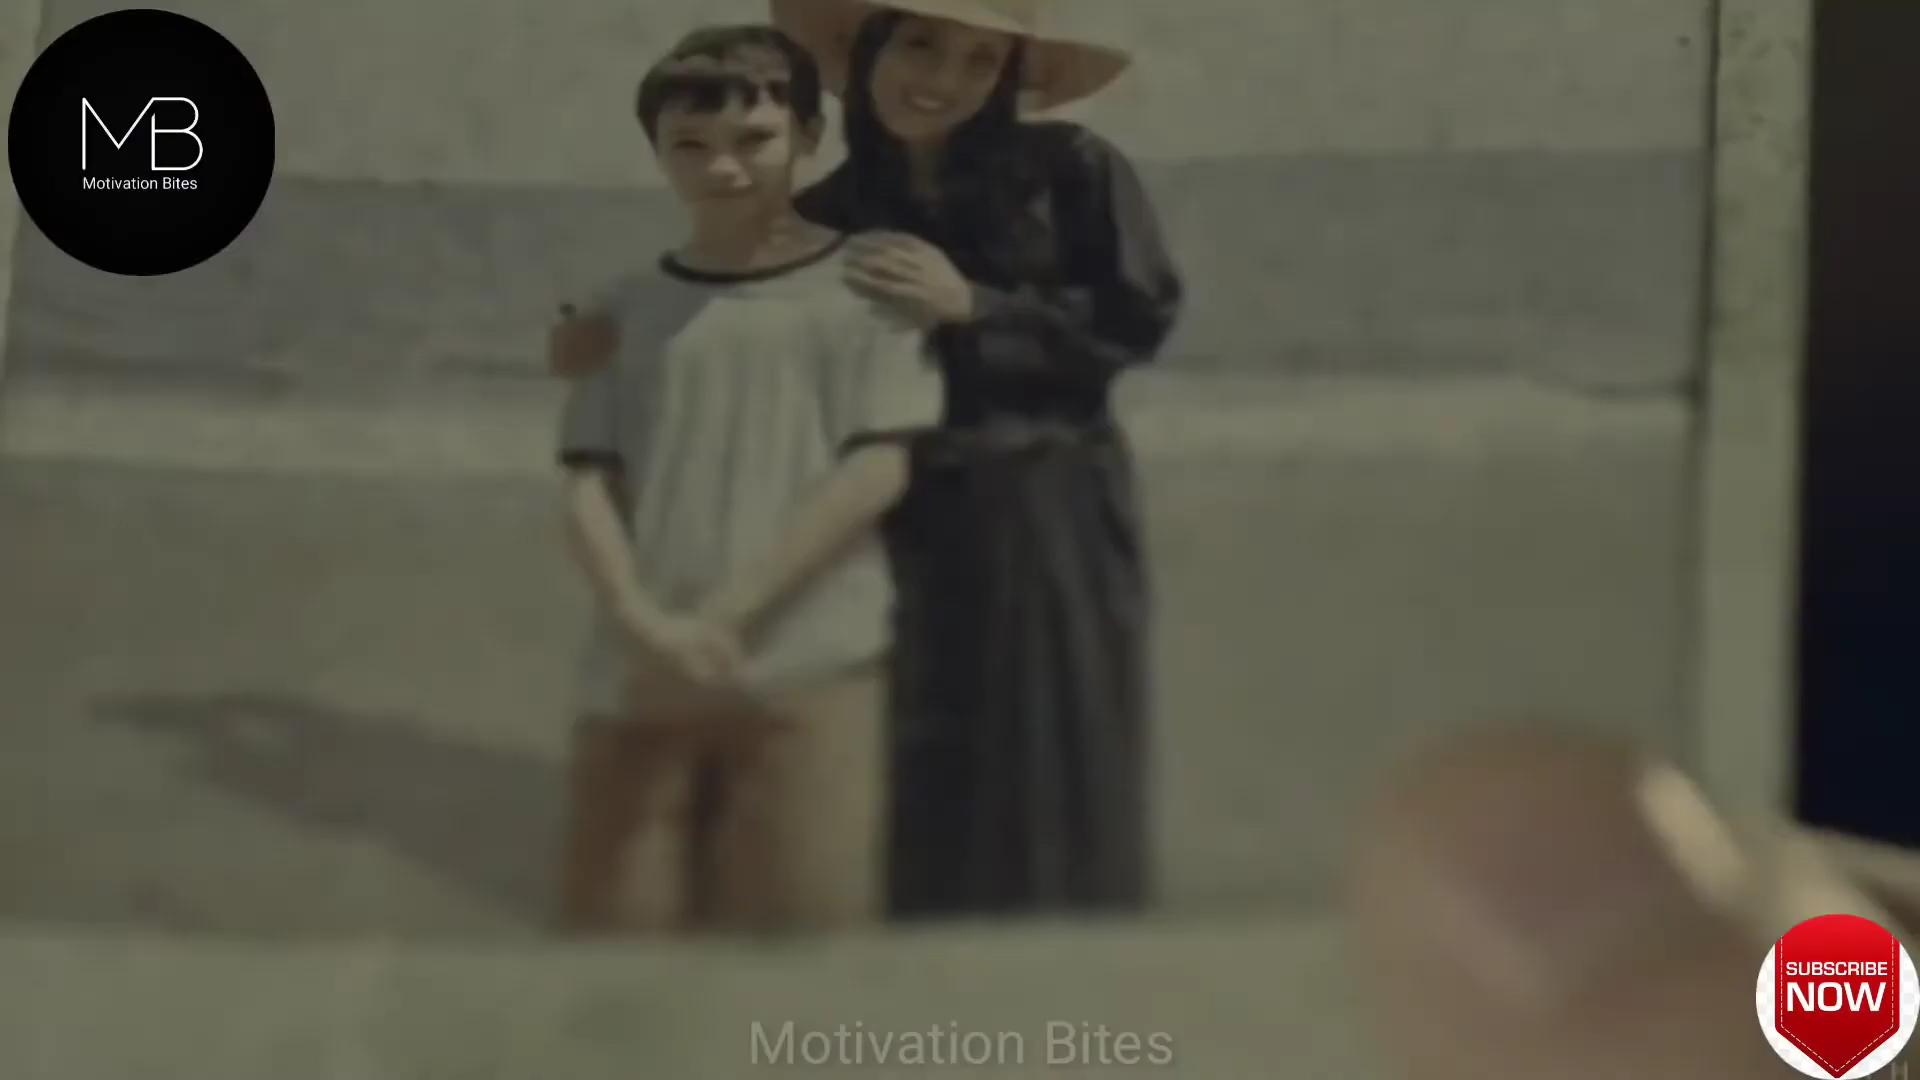 MB
Motivation Bites
SUBSCRIBE
NOW
Motivation Bites